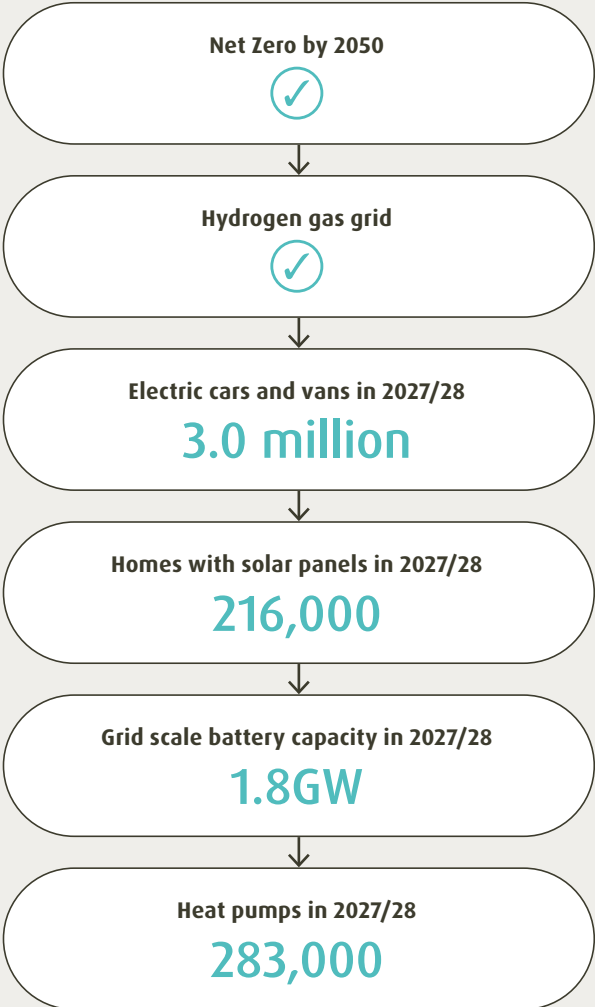 Net Zero by 2050
✓
Hydrogen gas grid
✓
Electric cars and vans in 2027/28
3.0 million
Homes with solar panels in 2027/28
216,000
Grid scale battery capacity in 2027/28
1.8GW
Heat pumps in 2027/28
283,000